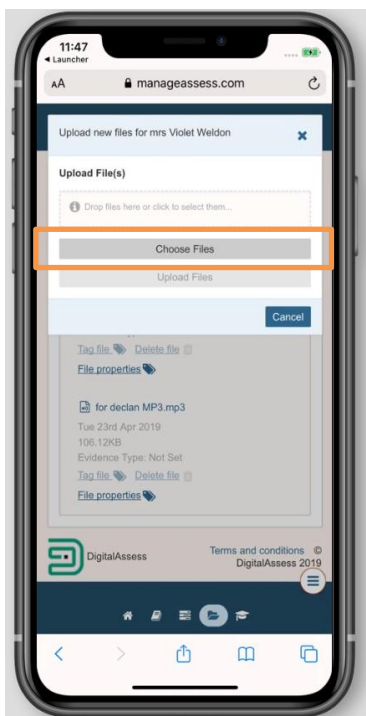 11:47
Launcher
AA manageassess.com
Upload new files for mrs Violet Weldon
Upload File(s)
Drop files here or click to select them...
Choose Files
Upload Files
Cancel
Tag file Delete file
File properties
for declan MP3.mp3
Tue 23rd Apr 2019
106.12KB
Evidence Type: Not Set
Tag file Delete file
File properties
DigitalAssess
Terms and conditions ©
DigitalAssess 2019